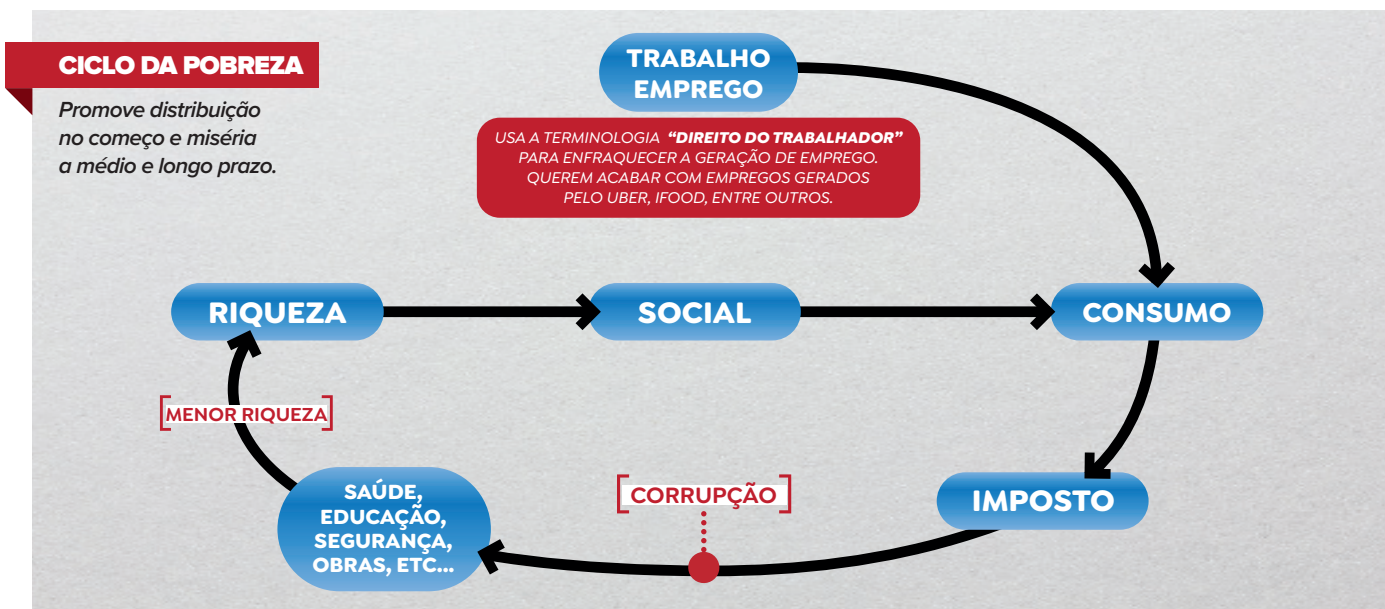 CICLO DA POBREZA
Promove distribuição
no começo e miséria
a médio e longo prazo.
TRABALHO
EMPREGO
USA A TERMINOLOGIA “DIREITO DO TRABALHADOR”
PARA ENFRAQUECER A GERAÇÃO DE EMPREGO.
QUEREM ACABAR COM EMPREGOS GERADOS
PELO UBER, IFOOD, ENTRE OUTROS.
RIQUEZA
SOCIAL
CONSUMO
MENOR RIQUEZA
SAÚDE,
EDUCAÇÃO,
SEGURANÇA,
OBRAS, ETC...
CORRUPÇÃO
IMPOSTO